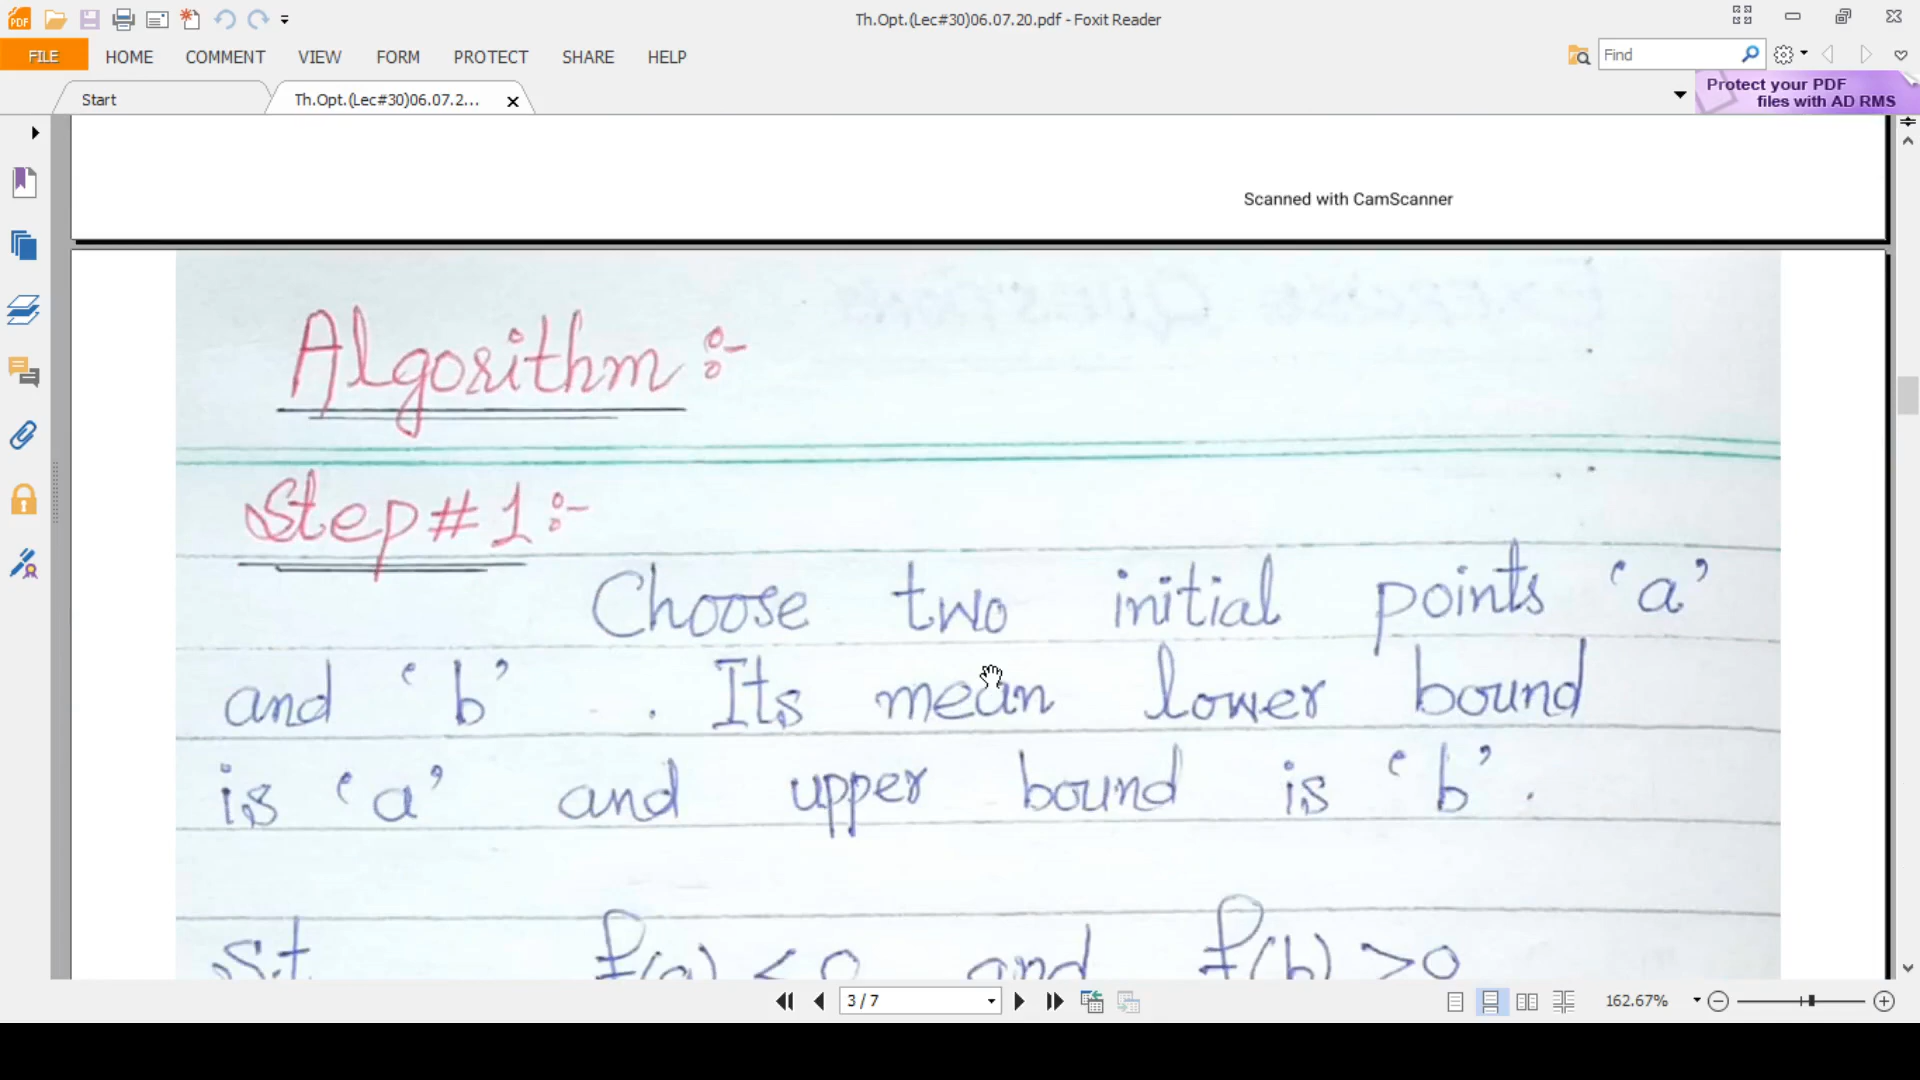 Th.Opt.(Lec#30)06.07.20.pdf - Foxit Reader
FILE HOME COMMENT VIEW FORM PROTECT SHARE HELP
Find
Start
Th.Opt.(Lec#30)06.07.2...
Protect your PDF
files with AD RMS
Scanned with CamScanner
Algorithm :-
Step # 1 :-
Choose two initial points 'a'
and 'b' . Its mean lower bound
is 'a' and upper bound is 'b' .
S.t f(a) < 0 and f(b) > 0
3 / 7
162.67%